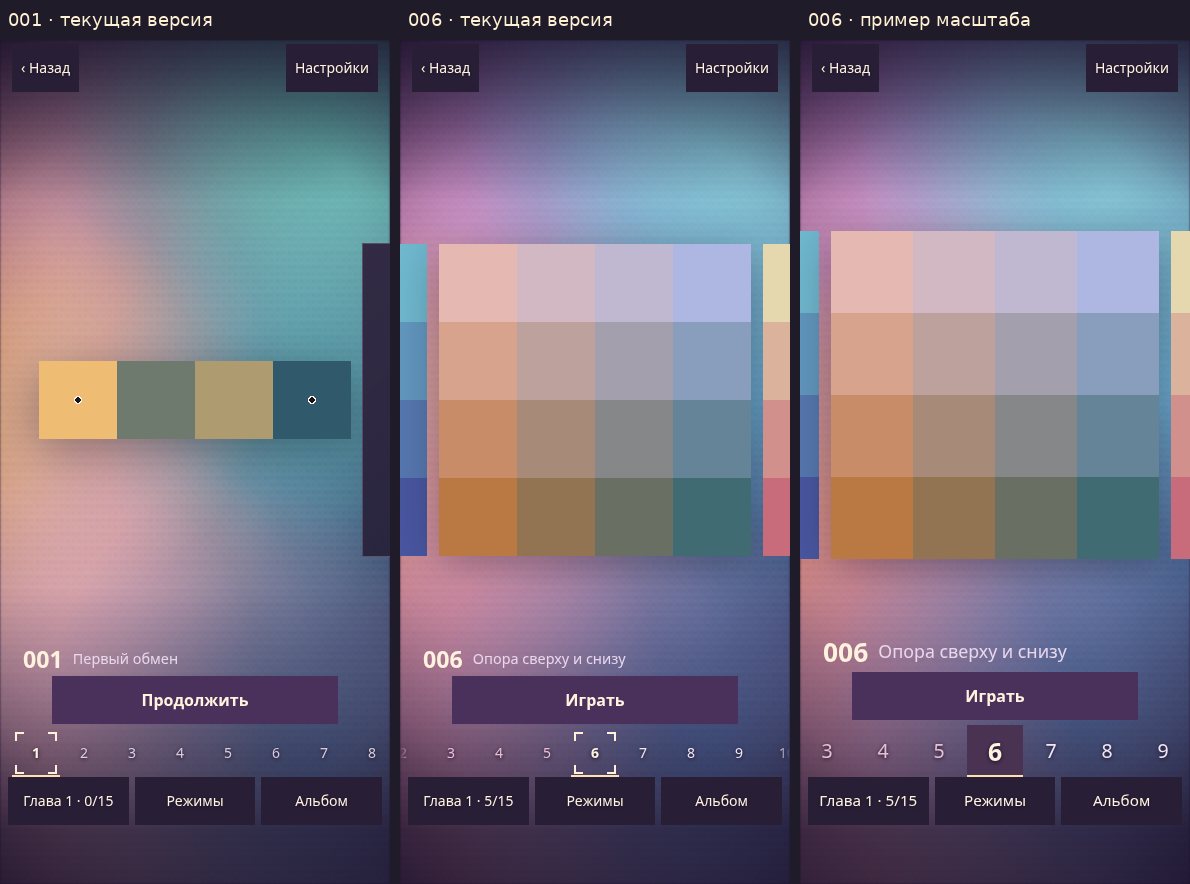 001 · текущая версия
‹ Назад
Настройки
001 Первый обмен
Продолжить
1 2 3 4 5 6 7 8
Глава 1 · 0/15
Режимы
Альбом
006 · текущая версия
‹ Назад
Настройки
006 Опора сверху и снизу
Играть
2 3 4 5 6 7 8 9
Глава 1 · 5/15
Режимы
Альбом
006 · пример масштаба
‹ Назад
Настройки
006 Опора сверху и снизу
Играть
3 4 5 6 7 8 9
Глава 1 · 5/15
Режимы
Альбом